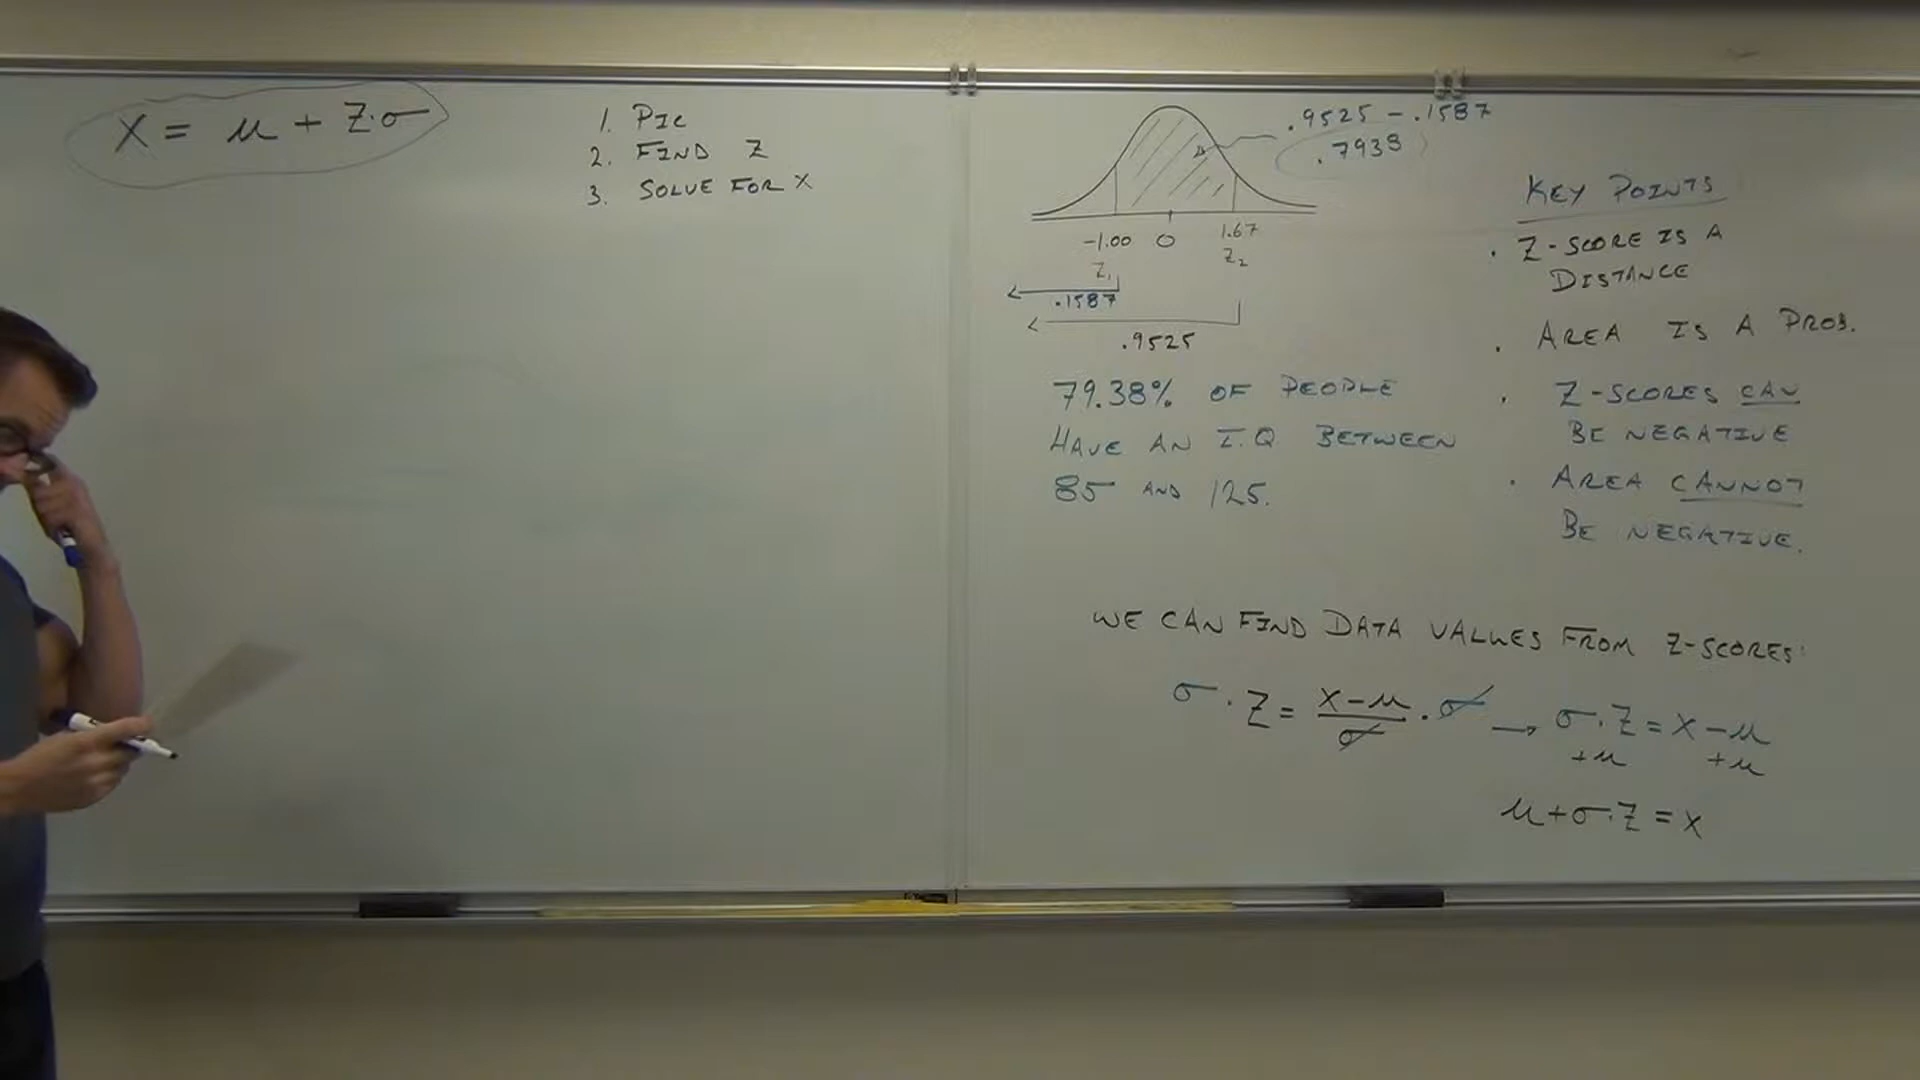 X = μ + Z·σ
1. PIC
2. FIND Z
3. SOLVE FOR X
.9525 - .1587
.7938
-1.00 0 1.67
Z₁ Z₂
.1587
.9525
79.38% OF PEOPLE
HAVE AN I.Q BETWEEN
85 AND 125.
KEY POINTS
· Z-SCORE IS A
DISTANCE
· AREA IS A PROB.
· Z-SCORES CAN
BE NEGATIVE
· AREA CANNOT
BE NEGATIVE.
WE CAN FIND DATA VALUES FROM Z-SCORES:
σ · Z = X-μ/σ · σ → σ·Z = X-μ
+μ +μ
μ+σ·Z = X